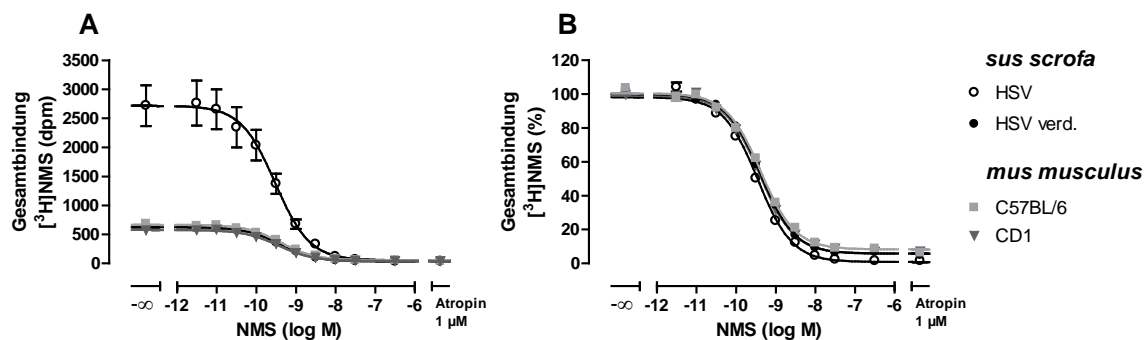 A
Gesamtbindung
[³H]NMS (dpm)
3500
3000
2500
2000
1500
1000
500
0
-∞ -12 -11 -10 -9 -8 -7 -6 Atropin
1 µM
NMS (log M)
B
Gesamtbindung
[³H]NMS (%)
120
100
80
60
40
20
0
-∞ -12 -11 -10 -9 -8 -7 -6 Atropin
1 µM
NMS (log M)
sus scrofa
HSV
HSV verd.
mus musculus
C57BL/6
CD1